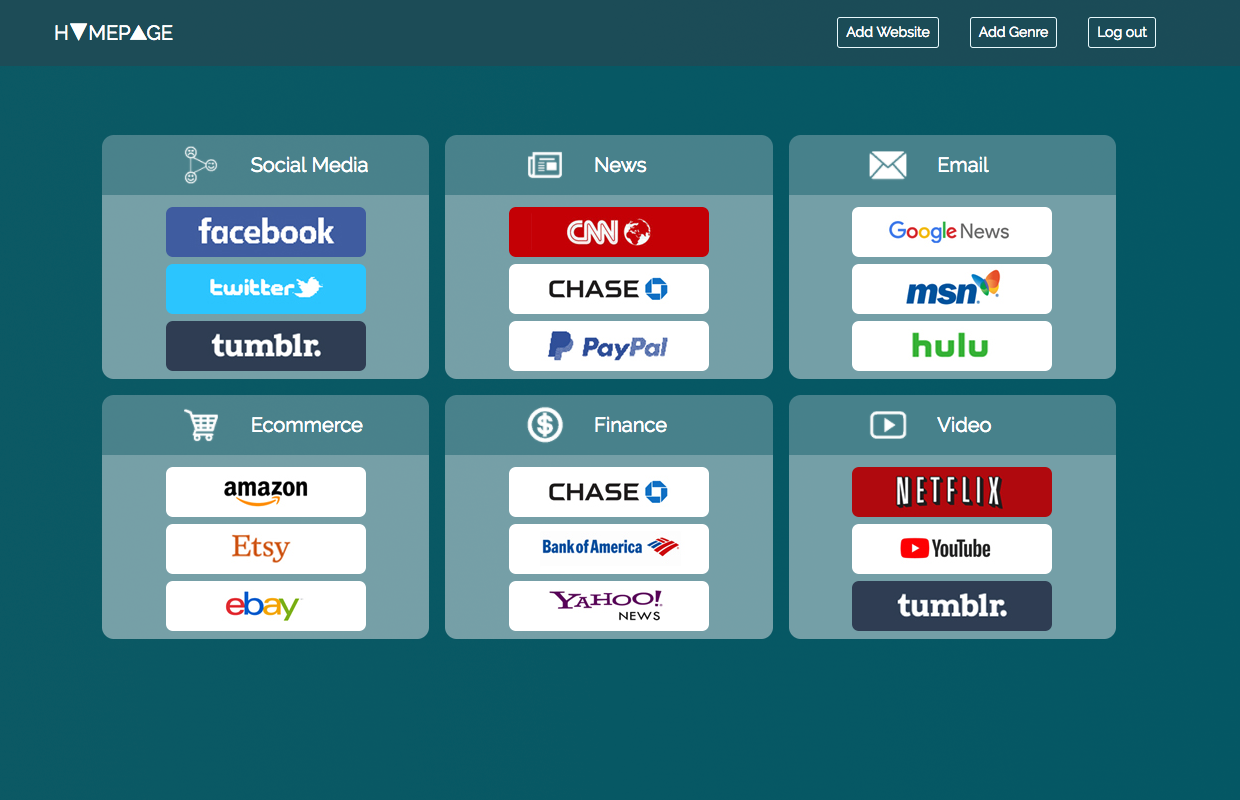 H▼MEP▲GE
Add Website
Add Genre
Log out
Social Media
facebook
twitter
tumblr.
News
CNN
CHASE
PayPal
Email
Google News
msn
hulu
Ecommerce
amazon
Etsy
ebay
Finance
CHASE
Bank of America
YAHOO!
NEWS
Video
NETFLIX
YouTube
tumblr.